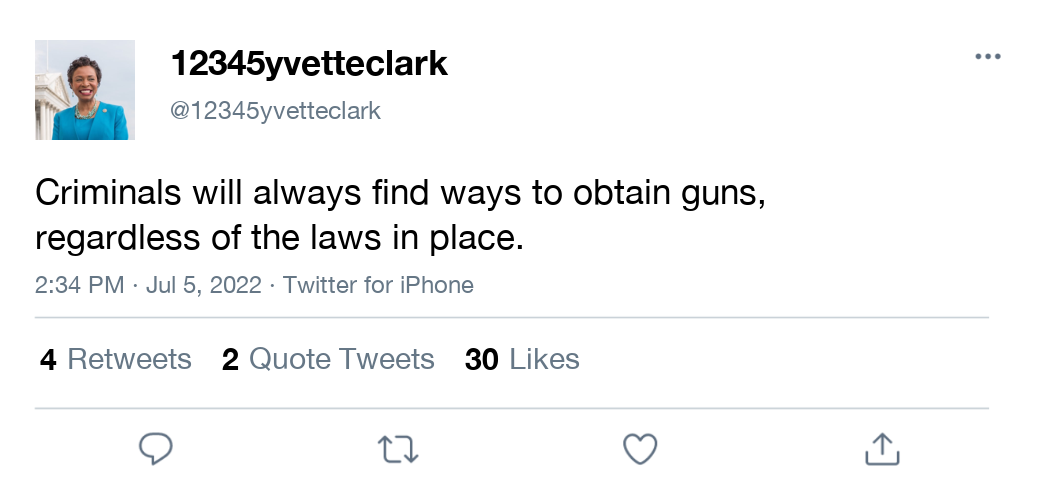 12345yvetteclark
@12345yvetteclark
Criminals will always find ways to obtain guns,
regardless of the laws in place.
2:34 PM · Jul 5, 2022 · Twitter for iPhone
4 Retweets 2 Quote Tweets 30 Likes